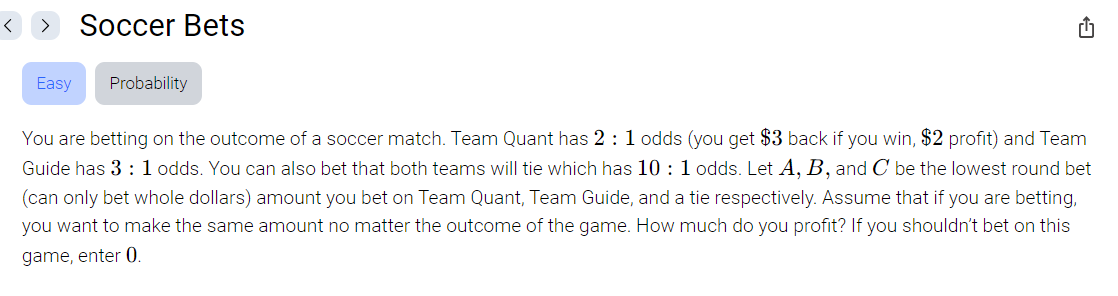 Soccer Bets
Easy Probability
You are betting on the outcome of a soccer match. Team Quant has 2 : 1 odds (you get $3 back if you win, $2 profit) and Team
Guide has 3 : 1 odds. You can also bet that both teams will tie which has 10 : 1 odds. Let A, B, and C be the lowest round bet
(can only bet whole dollars) amount you bet on Team Quant, Team Guide, and a tie respectively. Assume that if you are betting,
you want to make the same amount no matter the outcome of the game. How much do you profit? If you shouldn't bet on this
game, enter 0.